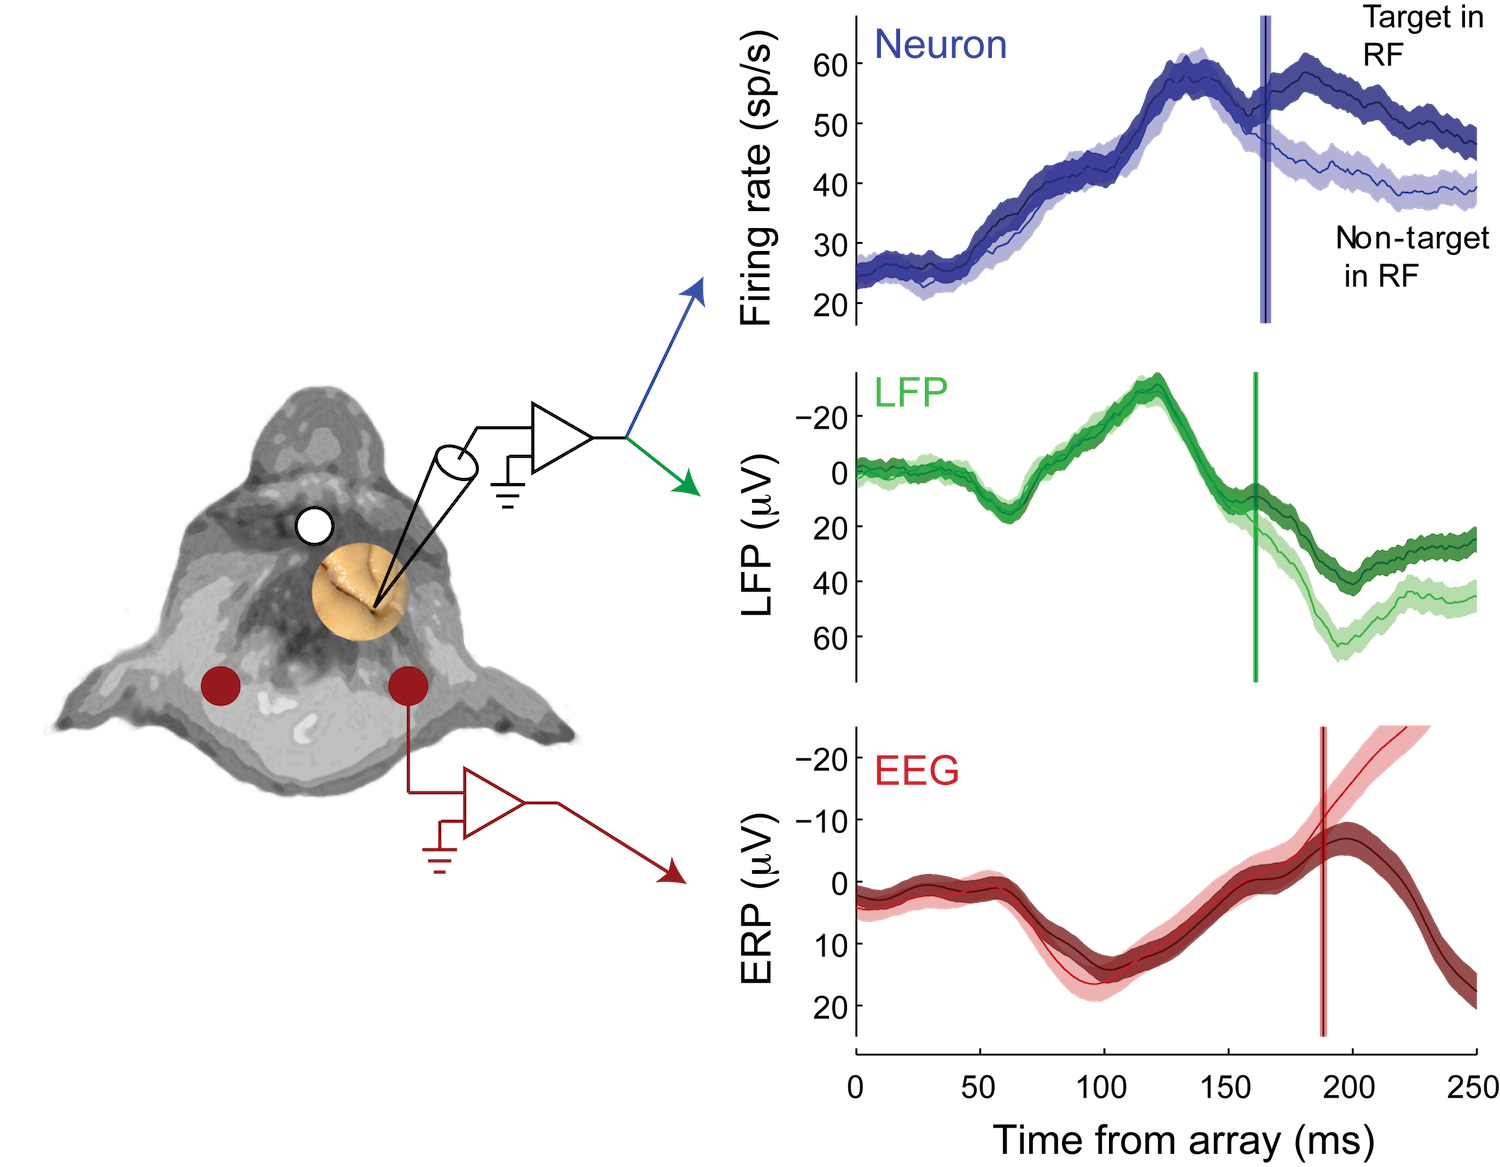 Neuron
Target in
RF
Firing rate (sp/s)
60
50
40
30
20
Non-target
in RF
LFP
LFP (μV)
−20
0
20
40
60
EEG
ERP (μV)
−20
−10
0
10
20
0
50
100
150
200
250
Time from array (ms)